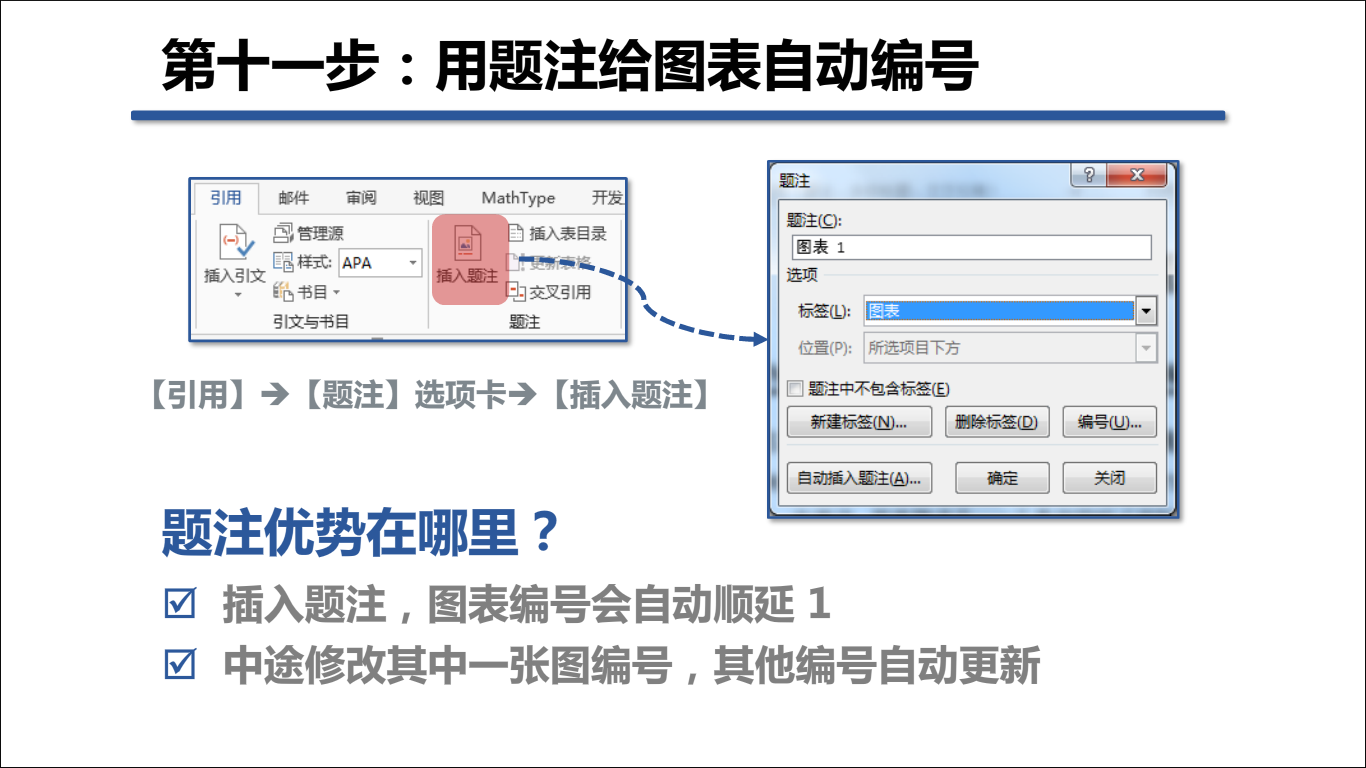 第十一步：用题注给图表自动编号
引用 邮件 审阅 视图 MathType 开发
管理源
样式: APA
插入引文
书目
引文与书目
插入题注
插入表目录
更新表格
交叉引用
题注
【引用】→【题注】选项卡→【插入题注】
题注
题注(C):
图表 1
选项
标签(L): 图表
位置(P): 所选项目下方
题注中不包含标签(E)
新建标签(N)... 删除标签(D) 编号(U)...
自动插入题注(A)... 确定 关闭
题注优势在哪里？
插入题注，图表编号会自动顺延 1
中途修改其中一张图编号，其他编号自动更新